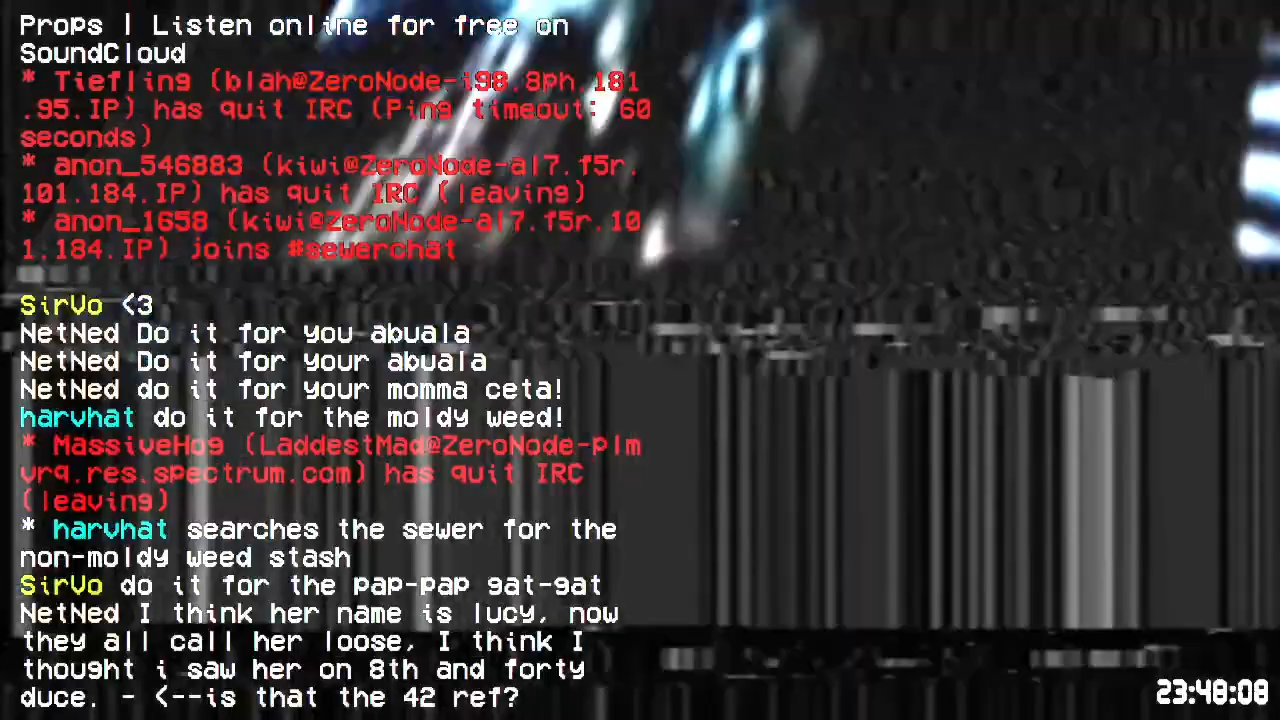 Props | Listen online for free on
SoundCloud
* Tiefling (blah@ZeroNode-i98.8ph.181
.95.IP) has quit IRC (Ping timeout: 60
seconds)
* anon_546883 (kiwi@ZeroNode-al7.f5r.
101.184.IP) has quit IRC (leaving)
* anon_1658 (kiwi@ZeroNode-al7.f5r.10
1.184.IP) joins #sewerchat
SirVo <3
NetNed Do it for you abuala
NetNed Do it for your abuala
NetNed do it for your momma ceta!
harvhat do it for the moldy weed!
* MassiveHog (LaddestMad@ZeroNode-plm
vrq.res.spectrum.com) has quit IRC
(leaving)
* harvhat searches the sewer for the
non-moldy weed stash
SirVo do it for the pap-pap gat-gat
NetNed I think her name is lucy, now
they all call her loose, I think I
thought i saw her on 8th and forty
duce. - <--is that the 42 ref?
23:48:08